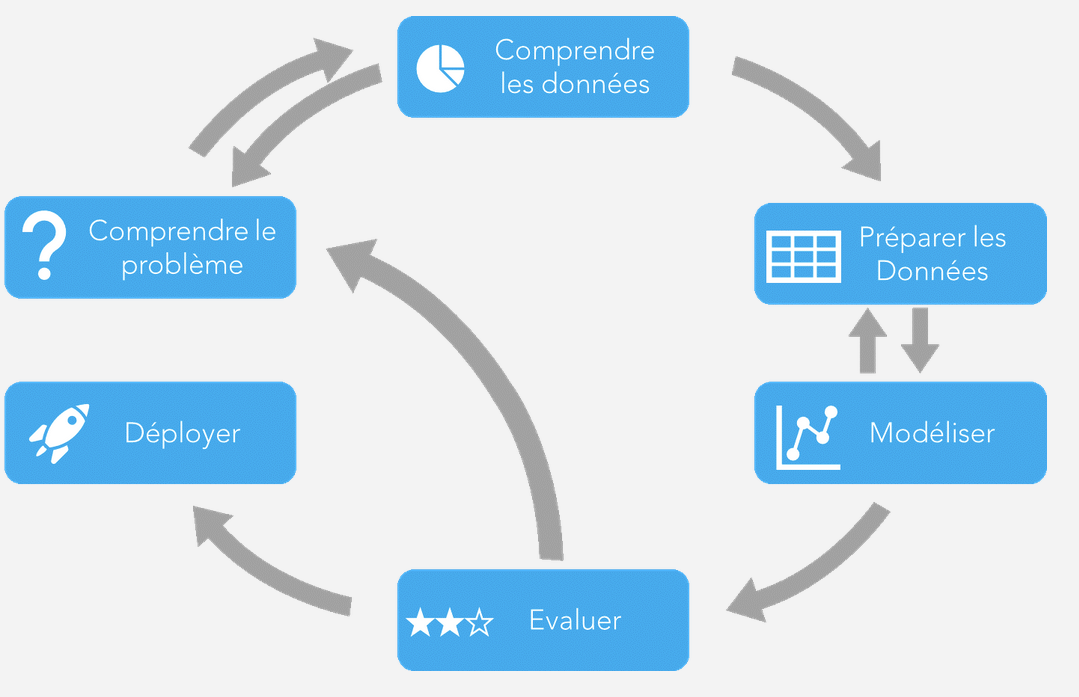 Comprendre
les données
Comprendre le
problème
Préparer les
Données
Déployer
Modéliser
Evaluer